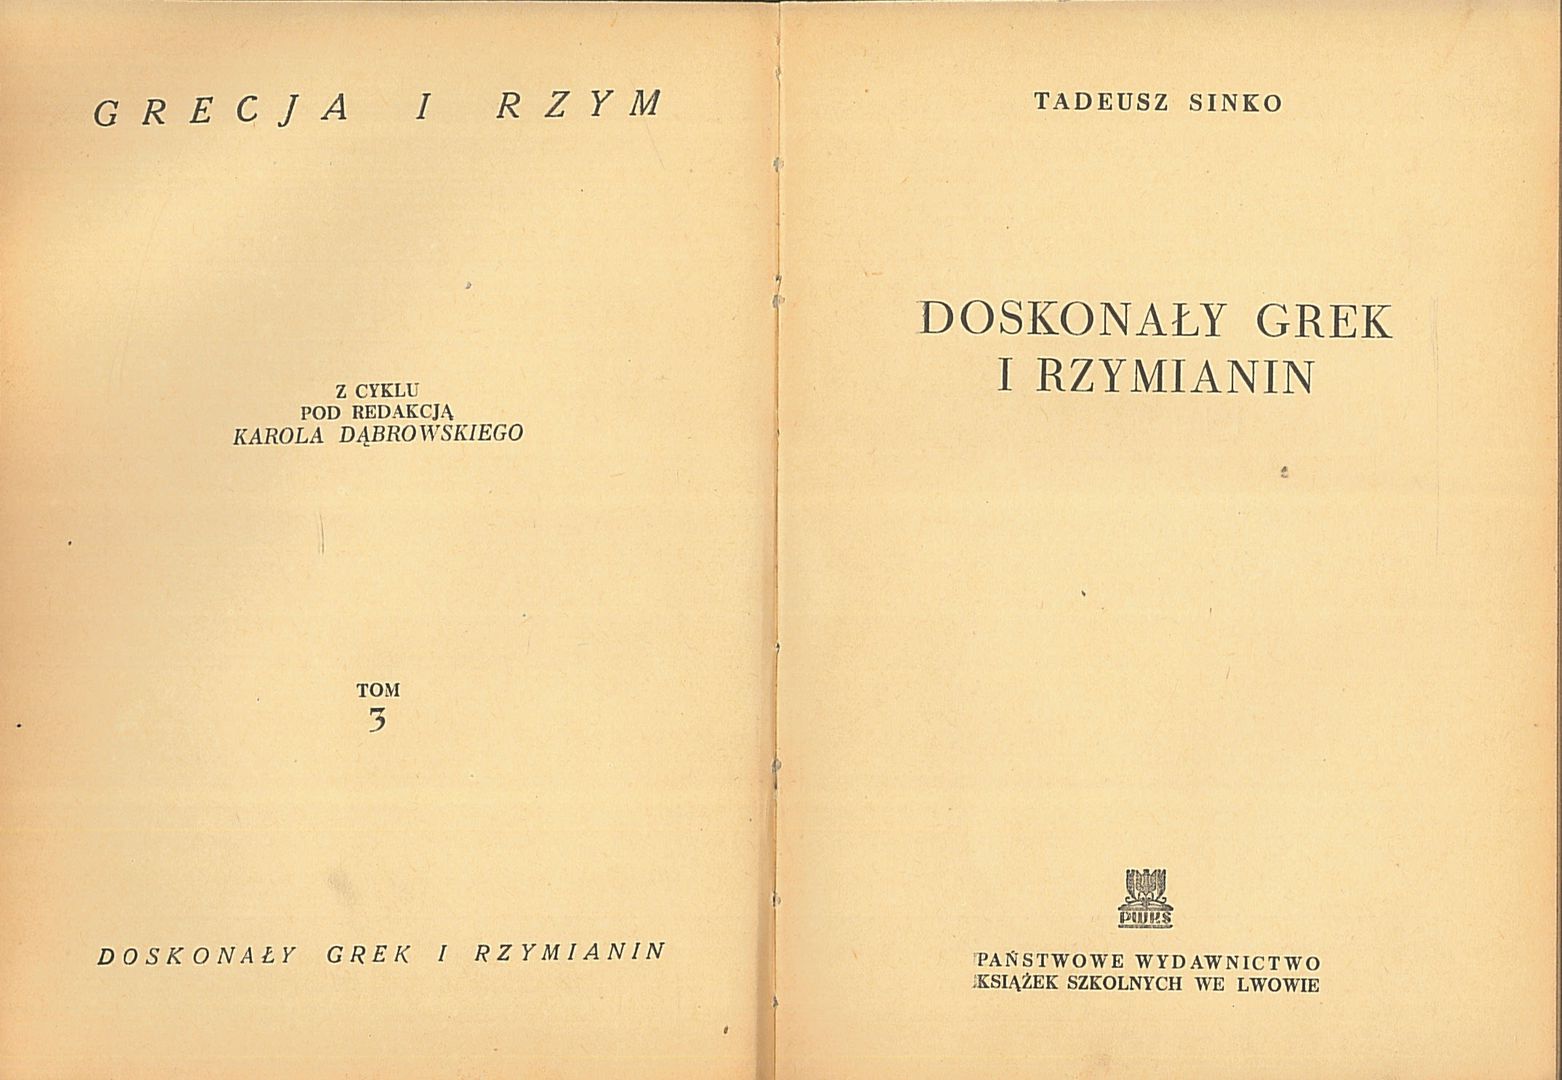 GRECJA I RZYM
Z CYKLU
POD REDAKCJĄ
KAROLA DĄBROWSKIEGO
TOM
3
DOSKONAŁY GREK I RZYMIANIN
TADEUSZ SINKO
DOSKONAŁY GREK
I RZYMIANIN
PWKS
PAŃSTWOWE WYDAWNICTWO
KSIĄŻEK SZKOLNYCH WE LWOWIE